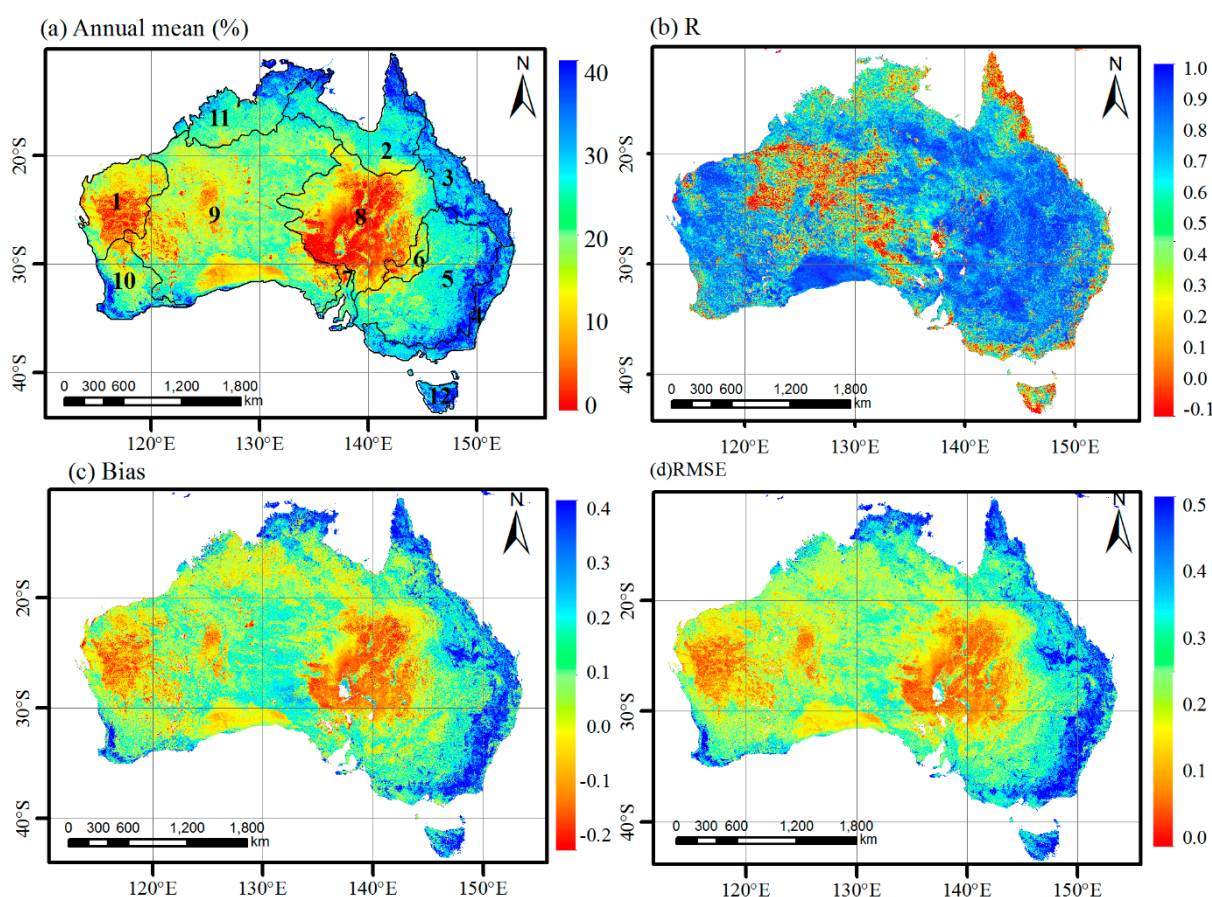 (a) Annual mean (%)
N
40
30
20
10
0
20°S
30°S
40°S
1
2
3
4
5
6
7
8
9
10
11
12
0 300 600 1,200 1,800
km
120°E 130°E 140°E 150°E
(b) R
N
1.0
0.9
0.8
0.7
0.6
0.5
0.4
0.3
0.2
0.1
0.0
-0.1
20°S
30°S
40°S
0 300 600 1,200 1,800
km
120°E 130°E 140°E 150°E
(c) Bias
N
0.4
0.3
0.2
0.1
0.0
-0.1
-0.2
20°S
30°S
40°S
0 300 600 1,200 1,800
km
120°E 130°E 140°E 150°E
(d)RMSE
N
0.5
0.4
0.3
0.2
0.1
0.0
20°S
30°S
40°S
0 300 600 1,200 1,800
km
120°E 130°E 140°E 150°E